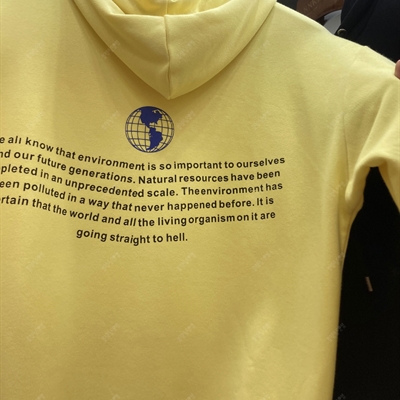 e all know that environment is so important to ourselves
nd our future generations. Natural resources have been
pleted in an unprecedented scale. Theenvironment has
een polluted in a way that never happened before. It is
ertain that the world and all the living organism on it are
going straight to hell.